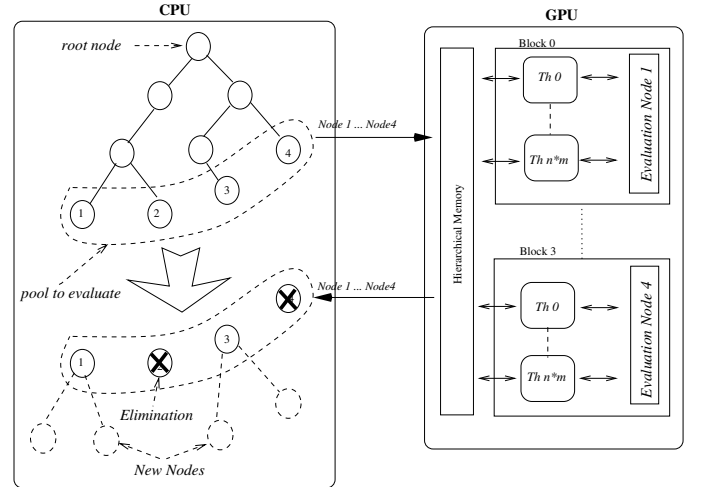 CPU
GPU
root node
Block 0
Th 0
Evaluation Node 1
Node 1 ... Node4
4
Th n*m
3
1
2
Hierarchical Memory
Block 3
pool to evaluate
Node 1 ... Node4
Th 0
Evaluation Node 4
3
1
Th n*m
Elimination
New Nodes